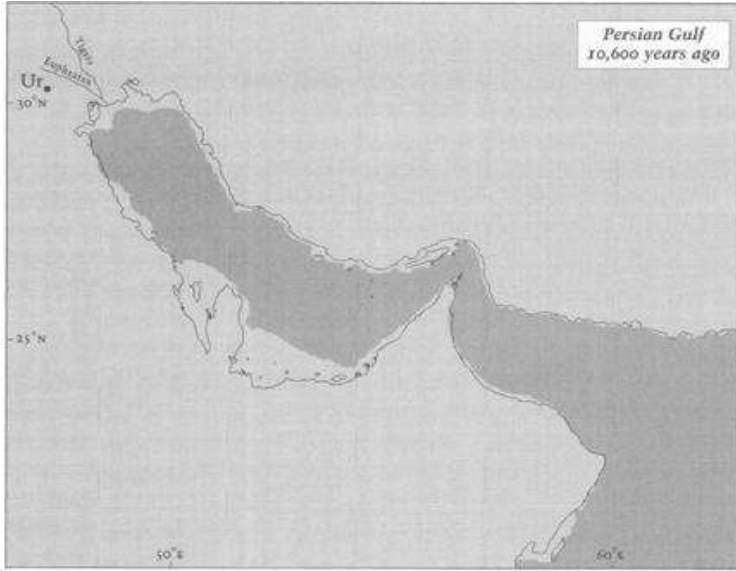 Persian Gulf
10,600 years ago
Tigris
Euphrates
Ur
30°N
25°N
50°E
60°E